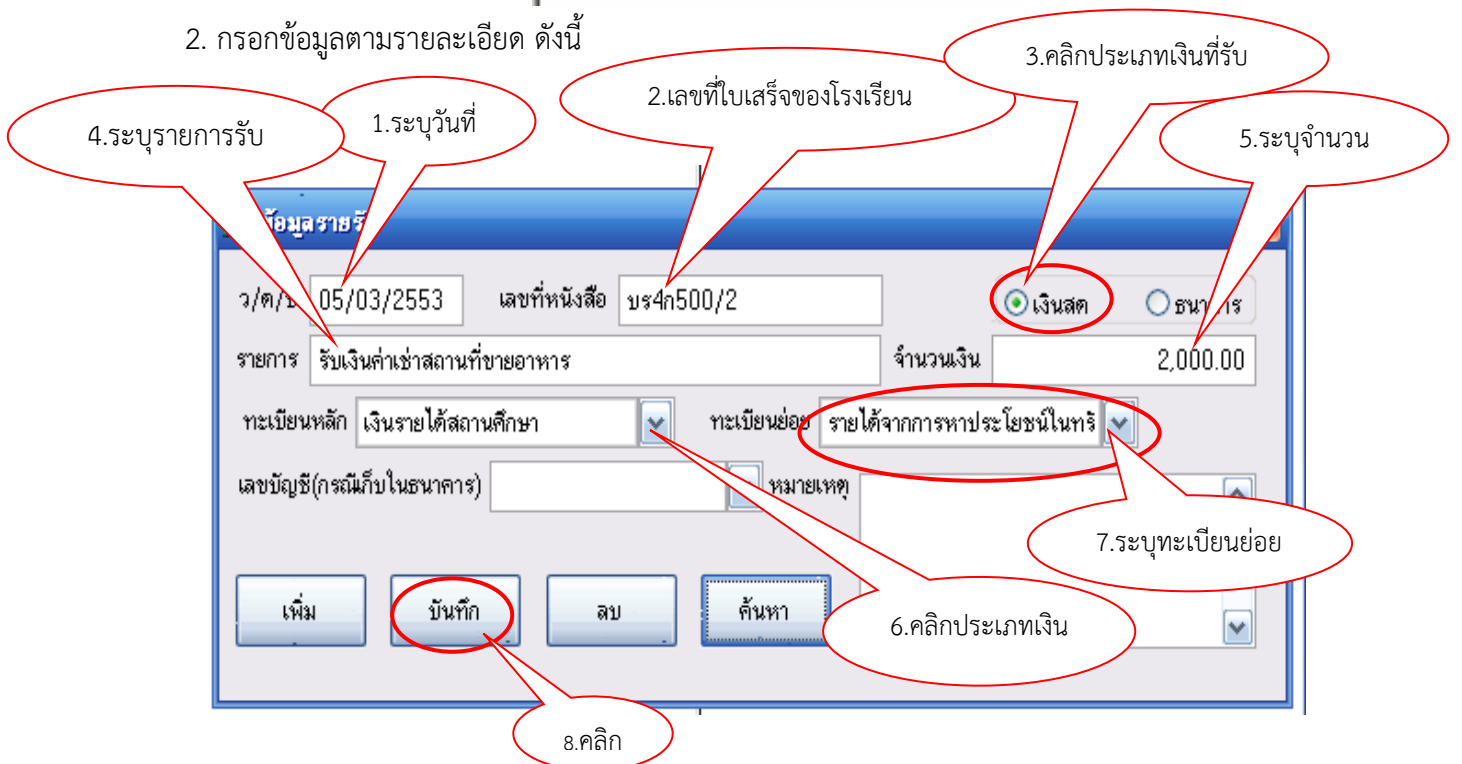 2. กรอกข้อมูลตามรายละเอียด ดังนี้
3.คลิกประเภทเงินที่รับ
2.เลขที่ใบเสร็จของโรงเรียน
1.ระบุวันที่
4.ระบุรายการรับ
5.ระบุจำนวน
ว/ด/ป 05/03/2553 เลขที่หนังสือ บร4ก500/2 เงินสด
รายการ รับเงินค่าเช่าสถานที่ขายอาหาร จำนวนเงิน 2,000.00
ทะเบียนหลัก เงินรายได้สถานศึกษา ทะเบียนย่อย รายได้จากการหาประโยชน์ในทรั
เลขบัญชี(กรณีเก็บในธนาคาร) หมายเหตุ
7.ระบุทะเบียนย่อย
เพิ่ม บันทึก ลบ ค้นหา
6.คลิกประเภทเงิน
8.คลิก